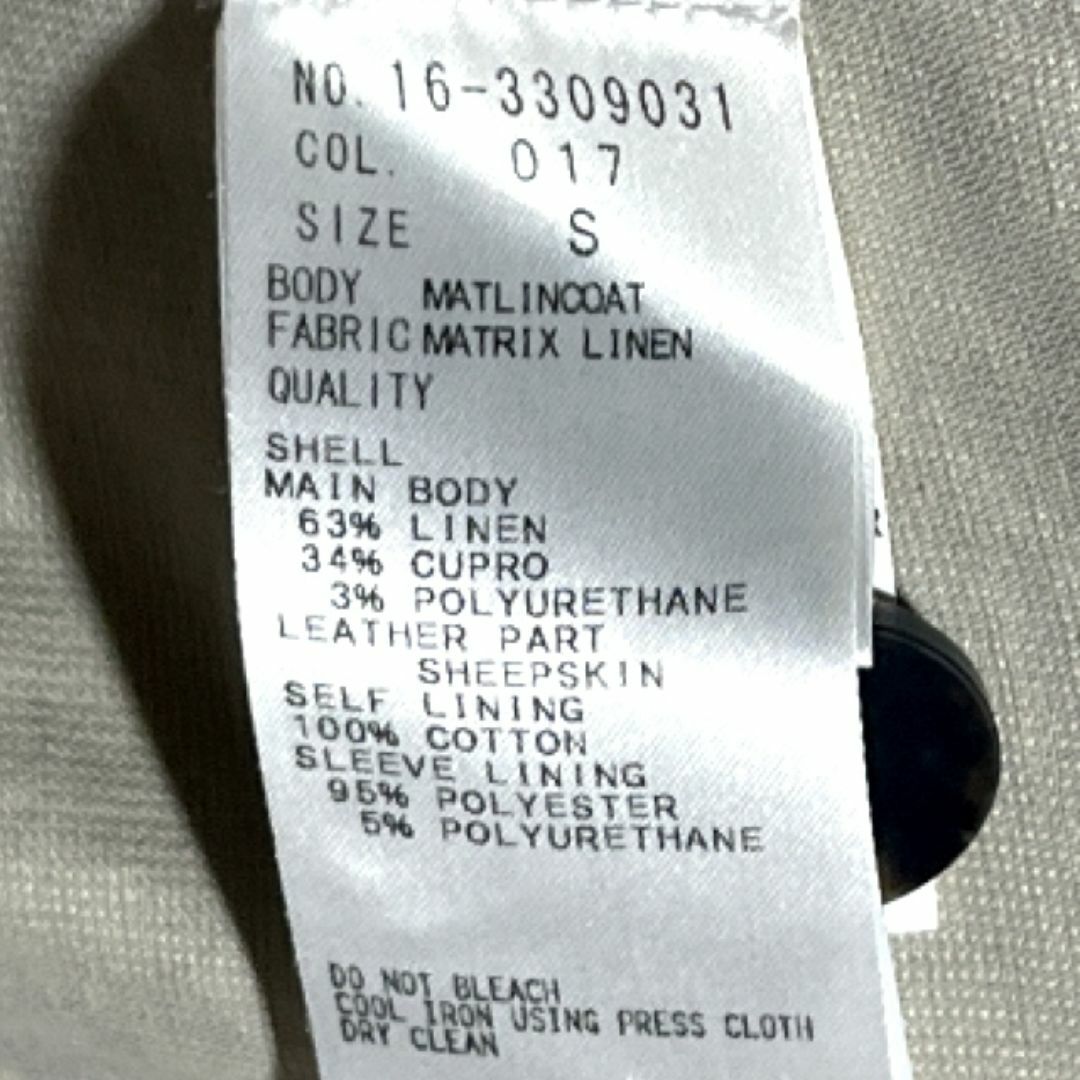 NO. 16-3309031
COL. 017
SIZE S
BODY MATLINCOAT
FABRIC MATRIX LINEN
QUALITY
SHELL
MAIN BODY
63% LINEN
34% CUPRO
3% POLYURETHANE
LEATHER PART
SHEEPSKIN
SELF LINING
100% COTTON
SLEEVE LINING
95% POLYESTER
5% POLYURETHANE
DO NOT BLEACH
COOL IRON USING PRESS CLOTH
DRY CLEAN